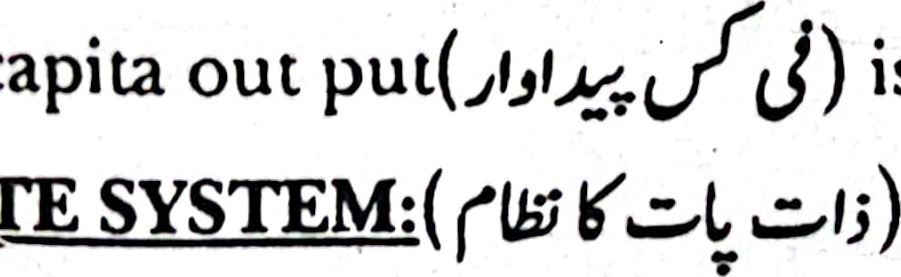 capita out put(فی کس پیداوار) is
TE SYSTEM:(ذات پات کا نظام)